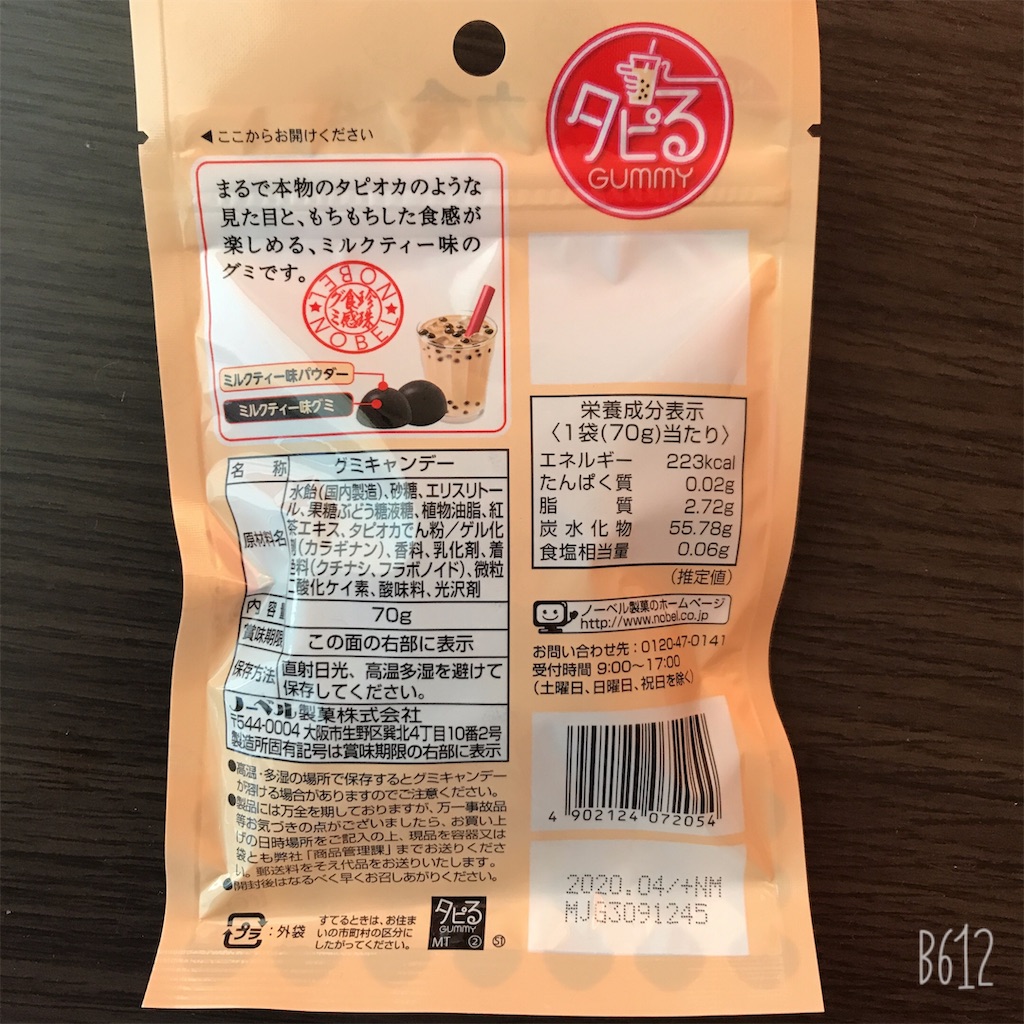 タピる
GUMMY
◀ここからお開けください
まるで本物のタピオカのような
見た目と、もちもちした食感が
楽しめる、ミルクティー味の
グミです。
NOBEL
NOBEL
珍
食感
グミ
ミルクティー味パウダー
ミルクティー味グミ
名 称 グミキャンデー
原材料名 水飴(国内製造)、砂糖、エリスリトー
ル、果糖ぶどう糖液糖、植物油脂、紅
茶エキス、タピオカでん粉/ゲル化
剤(カラギナン)、香料、乳化剤、着
色料(クチナシ、フラボノイド)、微粒
二酸化ケイ素、酸味料、光沢剤
内容量 70g
賞味期限 この面の右部に表示
保存方法 直射日光、高温多湿を避けて
保存してください。
ノーベル製菓株式会社
〒544-0004 大阪市生野区巽北4丁目10番2号
製造所固有記号は賞味期限の右部に表示
●高温・多湿の場所で保存するとグミキャンデー
が溶ける場合がありますのでご注意ください。
●製品には万全を期しておりますが、万一事故品
等お気づきの点がございましたら、お買い上
げの日時場所をご記入の上、現品を容器又は
袋とも弊社「商品管理課」までお送りくださ
い。郵送料をそえ代品をお送りいたします。
●開封後はなるべく早くお召しあがりください。
プラ:外袋
すてるときは、お住ま
いの市町村の区分に
したがってください。
タピる
GUMMY
MT ② 51
栄養成分表示
〈1袋(70g)当たり〉
エネルギー 223kcal
たんぱく質 0.02g
脂 質 2.72g
炭水化物 55.78g
食塩相当量 0.06g
(推定値)
ノーベル製菓のホームページ
http://www.nobel.co.jp
お問い合わせ先:0120-47-0141
受付時間 9:00~17:00
(土曜日、日曜日、祝日を除く)
4 902124 072054
2020.04/+NM
MJG3091245
B612